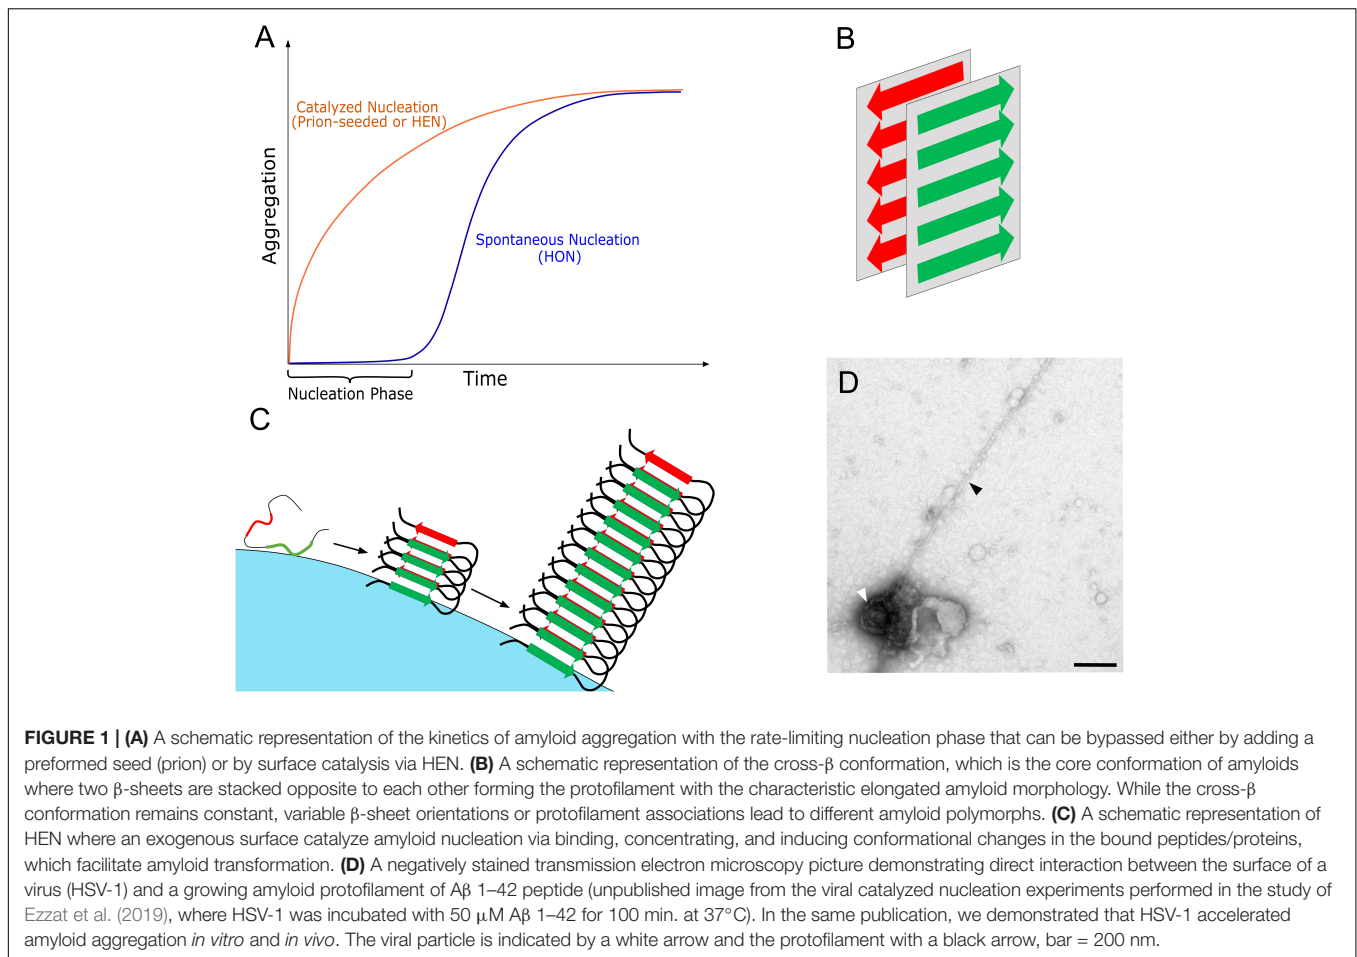 A
Catalyzed Nucleation
(Prion-seeded or HEN)
Aggregation
Spontaneous Nucleation
(HON)
Time
Nucleation Phase
B
C
D
FIGURE 1 | (A) A schematic representation of the kinetics of amyloid aggregation with the rate-limiting nucleation phase that can be bypassed either by adding a
preformed seed (prion) or by surface catalysis via HEN. (B) A schematic representation of the cross-β conformation, which is the core conformation of amyloids
where two β-sheets are stacked opposite to each other forming the protofilament with the characteristic elongated amyloid morphology. While the cross-β
conformation remains constant, variable β-sheet orientations or protofilament associations lead to different amyloid polymorphs. (C) A schematic representation of
HEN where an exogenous surface catalyze amyloid nucleation via binding, concentrating, and inducing conformational changes in the bound peptides/proteins,
which facilitate amyloid transformation. (D) A negatively stained transmission electron microscopy picture demonstrating direct interaction between the surface of a
virus (HSV-1) and a growing amyloid protofilament of Aβ 1–42 peptide (unpublished image from the viral catalyzed nucleation experiments performed in the study of
Ezzat et al. (2019), where HSV-1 was incubated with 50 μM Aβ 1–42 for 100 min. at 37°C). In the same publication, we demonstrated that HSV-1 accelerated
amyloid aggregation in vitro and in vivo. The viral particle is indicated by a white arrow and the protofilament with a black arrow, bar = 200 nm.